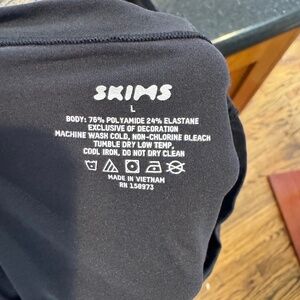 SKIMS
L
BODY: 76% POLYAMIDE 24% ELASTANE
EXCLUSIVE OF DECORATION
MACHINE WASH COLD, NON-CHLORINE BLEACH
TUMBLE DRY LOW TEMP,
COOL IRON, DO NOT DRY CLEAN
MADE IN VIETNAM
RN 158973